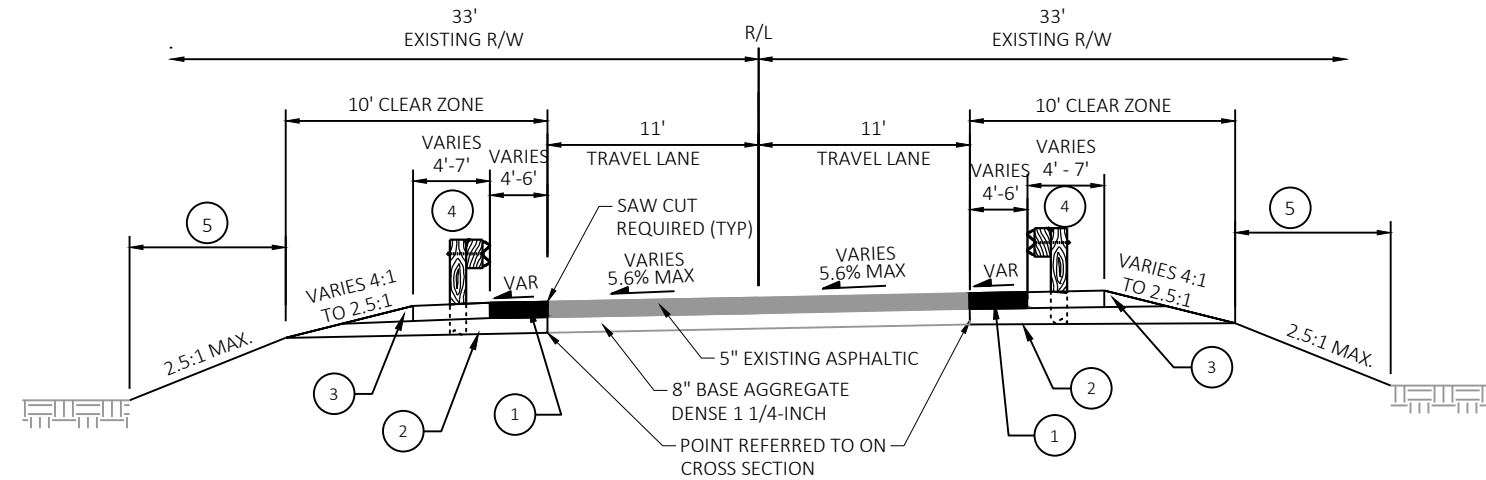 33'
EXISTING R/W
R/L
33'
EXISTING R/W
10' CLEAR ZONE
11'
TRAVEL LANE
11'
TRAVEL LANE
10' CLEAR ZONE
VARIES
4'-7'
VARIES
4'-6'
VARIES
4'-6'
VARIES
4' - 7'
5
4
SAW CUT
REQUIRED (TYP)
4
5
VARIES 4:1
TO 2.5:1
VAR
VARIES
5.6% MAX
VARIES
5.6% MAX
VAR
VARIES 4:1
TO 2.5:1
2.5:1 MAX.
2.5:1 MAX.
5" EXISTING ASPHALTIC
8" BASE AGGREGATE
DENSE 1 1/4-INCH
POINT REFERRED TO ON
CROSS SECTION
3
2
1
1
2
3